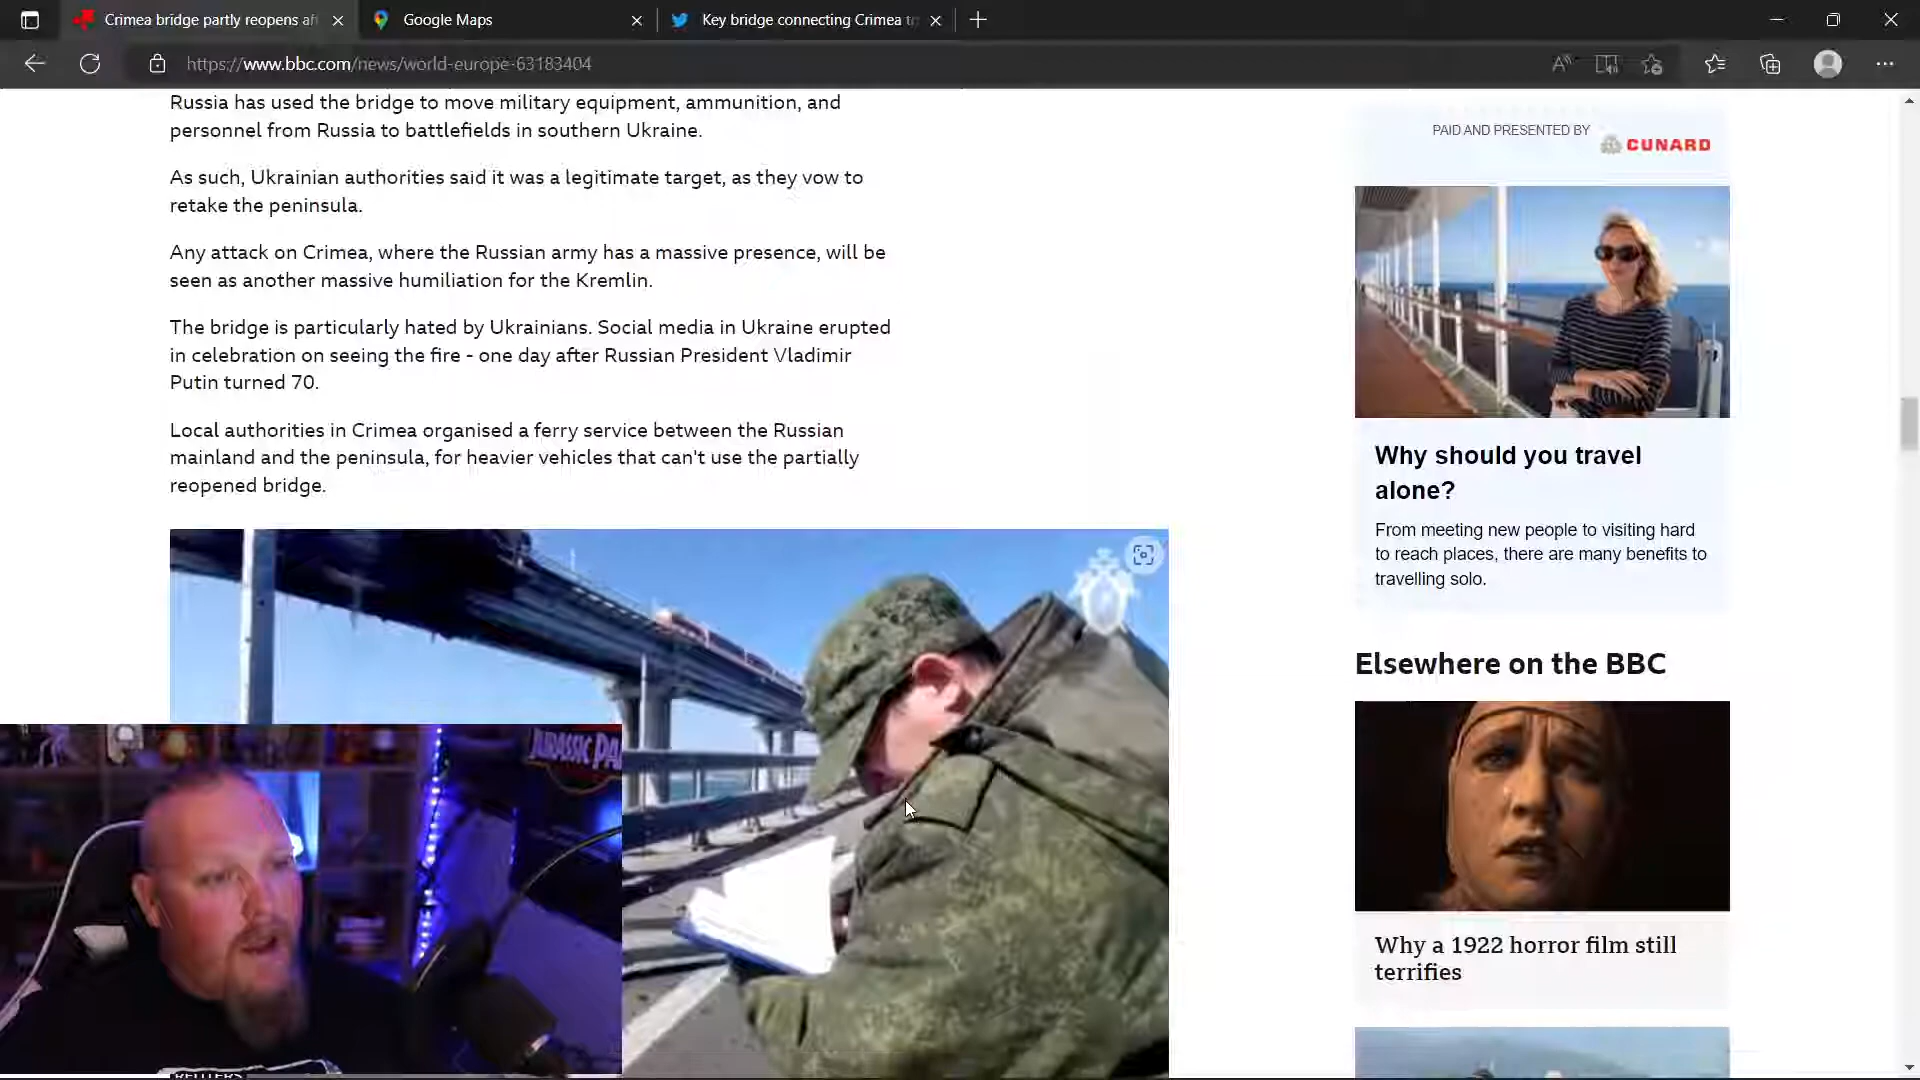 Crimea bridge partly reopens af
Google Maps
Key bridge connecting Crimea to
https://www.bbc.com/news/world-europe-63183404
Russia has used the bridge to move military equipment, ammunition, and
personnel from Russia to battlefields in southern Ukraine.
As such, Ukrainian authorities said it was a legitimate target, as they vow to
retake the peninsula.
Any attack on Crimea, where the Russian army has a massive presence, will be
seen as another massive humiliation for the Kremlin.
The bridge is particularly hated by Ukrainians. Social media in Ukraine erupted
in celebration on seeing the fire - one day after Russian President Vladimir
Putin turned 70.
Local authorities in Crimea organised a ferry service between the Russian
mainland and the peninsula, for heavier vehicles that can't use the partially
reopened bridge.
JURASSIC PA
REUTERS
PAID AND PRESENTED BY
CUNARD
Why should you travel
alone?
From meeting new people to visiting hard
to reach places, there are many benefits to
travelling solo.
Elsewhere on the BBC
Why a 1922 horror film still
terrifies